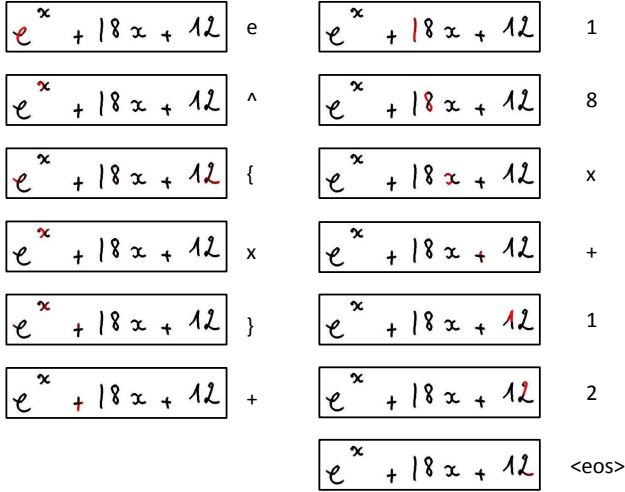 e^x + 18x + 12 e
e^x + 18x + 12 ^
e^x + 18x + 12 {
e^x + 18x + 12 x
e^x + 18x + 12 }
e^x + 18x + 12 +
e^x + 18x + 12 1
e^x + 18x + 12 8
e^x + 18x + 12 x
e^x + 18x + 12 +
e^x + 18x + 12 1
e^x + 18x + 12 2
e^x + 18x + 12 <eos>